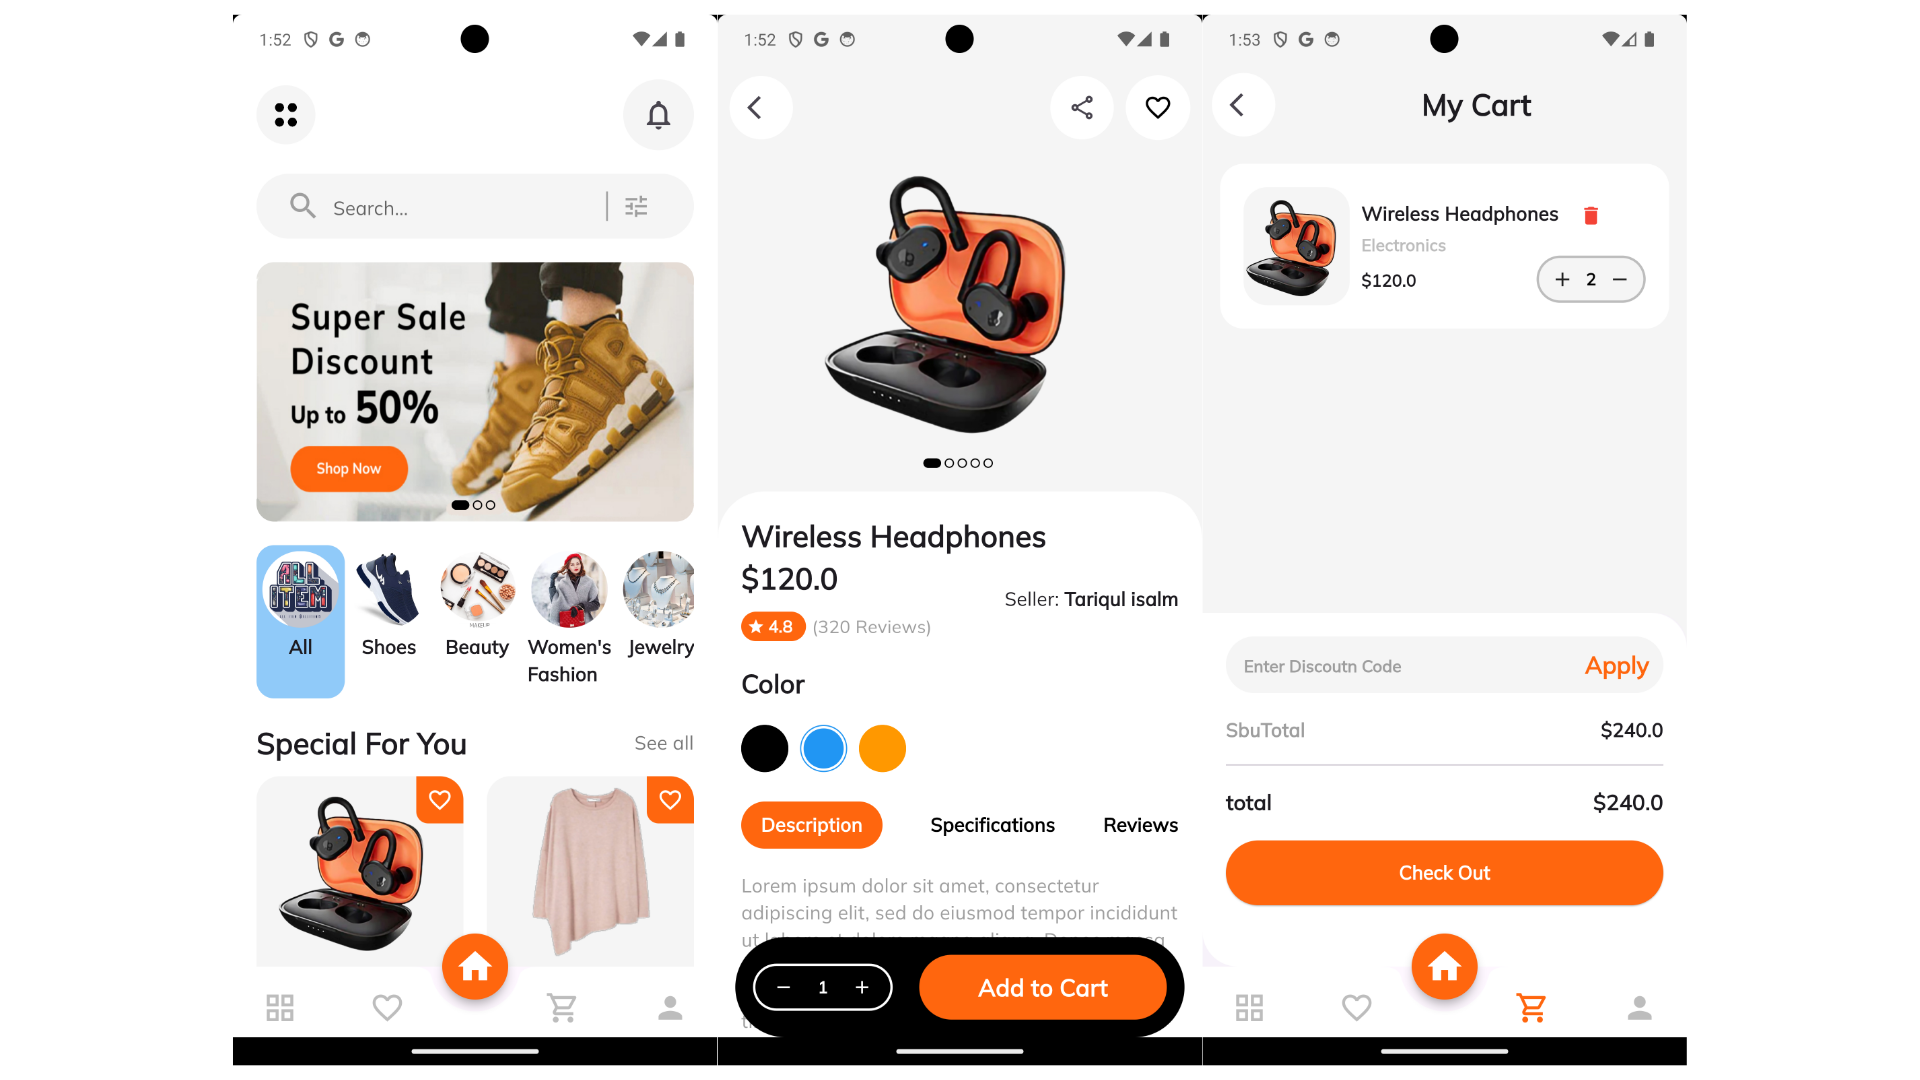 1:52
Search...
Super Sale
Discount
Up to 50%
Shop Now
ALL
ITEM
All
Shoes
Beauty
Women's
Fashion
Jewelry
Special For You
See all
1:52
Wireless Headphones
$120.0
Seller: Tariqul isalm
4.8 (320 Reviews)
Color
Description Specifications Reviews
Lorem ipsum dolor sit amet, consectetur
adipiscing elit, sed do eiusmod tempor incididunt
ut
− 1 +
Add to Cart
1:53
My Cart
Wireless Headphones
Electronics
$120.0
+ 2 −
Enter Discoutn Code
Apply
SbuTotal $240.0
total $240.0
Check Out